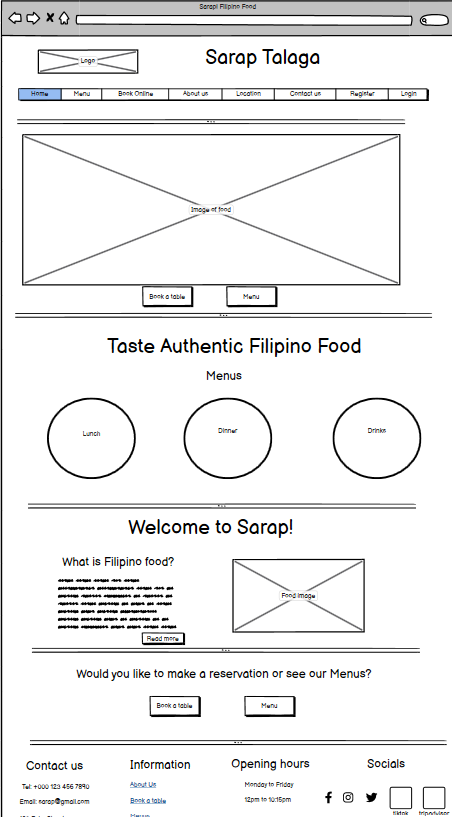 Sarapi Filipino Food
Logo
Sarap Talaga
Home Menu Book Online About us Location Contact us Register Login
Image of food
Book a table Menu
Taste Authentic Filipino Food
Menus
Lunch Dinner Drinks
Welcome to Sarap!
What is Filipino food?
Food image
Read more
Would you like to make a reservation or see our Menus?
Book a table Menu
Contact us Information Opening hours Socials
Tel: +000 123 456 7890 About Us Monday to Friday
Email: sarap@gmail.com Book a table 12pm to 10:15pm
tiktok tripadvisor
Menus